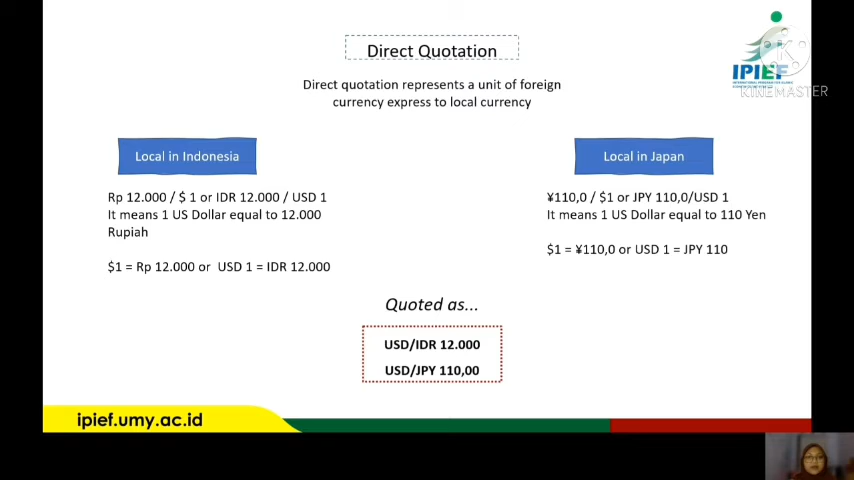 Direct Quotation
Direct quotation represents a unit of foreign
currency express to local currency
IPIEF
KINEMASTER
Local in Indonesia
Rp 12.000 / $ 1 or IDR 12.000 / USD 1
It means 1 US Dollar equal to 12.000
Rupiah
$1 = Rp 12.000 or USD 1 = IDR 12.000
Local in Japan
¥110,0 / $1 or JPY 110,0/USD 1
It means 1 US Dollar equal to 110 Yen
$1 = ¥110,0 or USD 1 = JPY 110
Quoted as...
USD/IDR 12.000
USD/JPY 110,00
ipief.umy.ac.id